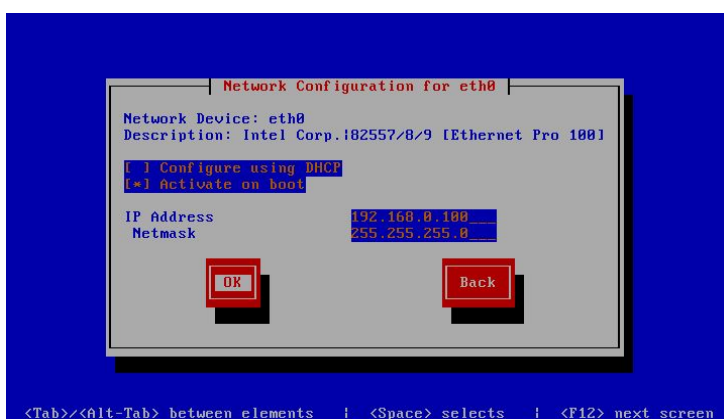 Network Configuration for eth0
Network Device: eth0
Description: Intel Corp.|82557/8/9 [Ethernet Pro 100]
[ ] Configure using DHCP
[*] Activate on boot
IP Address 192.168.0.100___
Netmask 255.255.255.0___
OK Back
<Tab>/<Alt-Tab> between elements | <Space> selects | <F12> next screen